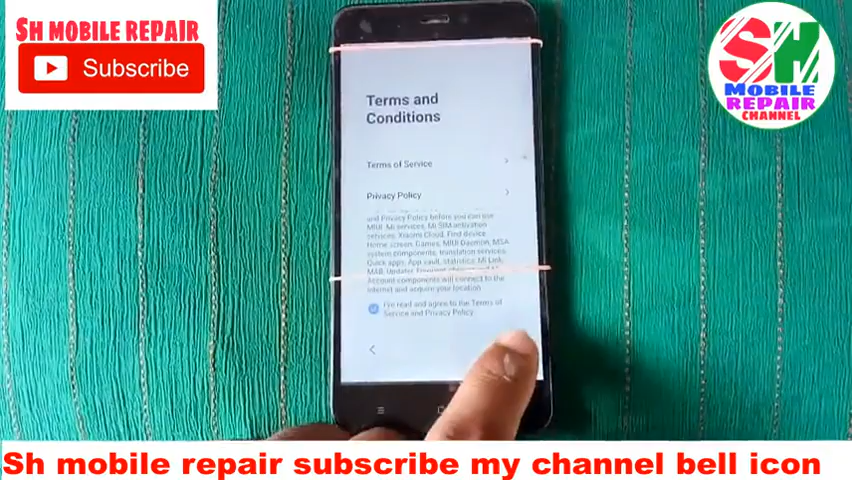 SH MOBILE REPAIR
Subscribe
SH
MOBILE
REPAIR
CHANNEL
Terms and
Conditions
Terms of Service
Privacy Policy
and Privacy Policy before you can use
MIUI. Mi services, Mi SIM activation
services, Xiaomi Cloud, Find device
Home screen, Games, MIUI Daemon, MSA
system components, translation services,
Quick apps, App vault, statistics, Mi Link,
MAB, Updater,
Account components will connect to the
internet and acquire your location
I've read and agree to the Terms of
Service and Privacy Policy
Sh mobile repair subscribe my channel bell icon